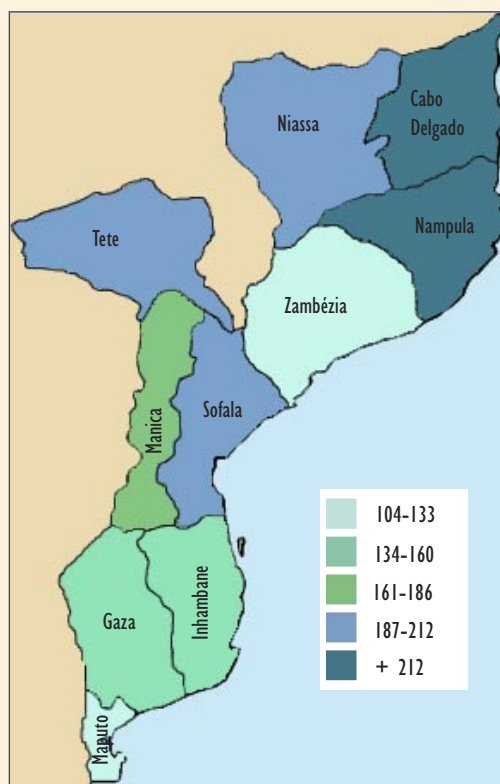 Cabo
Delgado
Niassa
Nampula
Tete
Zambézia
Manica
Sofala
Gaza
Inhambane
Maputo
104-133
134-160
161-186
187-212
+ 212